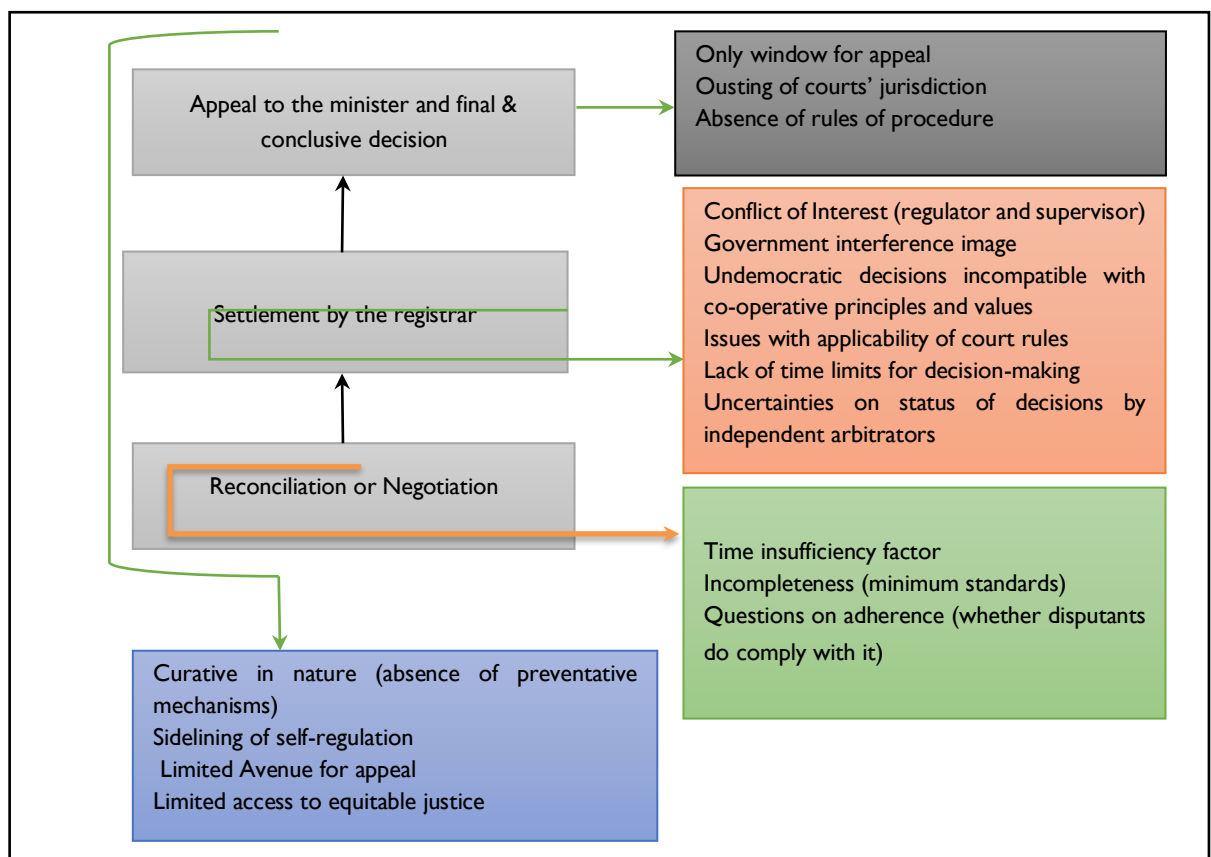 Appeal to the minister and final &
conclusive decision
Only window for appeal
Ousting of courts' jurisdiction
Absence of rules of procedure
Settlement by the registrar
Conflict of Interest (regulator and supervisor)
Government interference image
Undemocratic decisions incompatible with
co-operative principles and values
Issues with applicability of court rules
Lack of time limits for decision-making
Uncertainties on status of decisions by
independent arbitrators
Reconciliation or Negotiation
Time insufficiency factor
Incompleteness (minimum standards)
Questions on adherence (whether disputants
do comply with it)
Curative in nature (absence of preventative
mechanisms)
Sidelining of self-regulation
Limited Avenue for appeal
Limited access to equitable justice